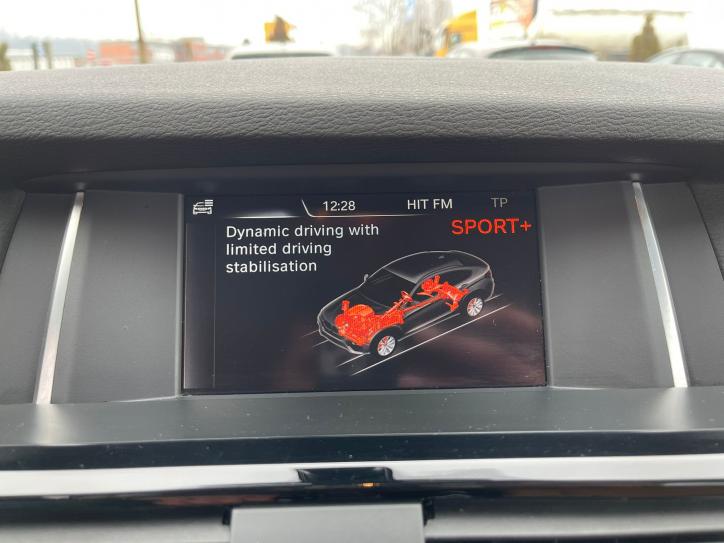 12:28 HIT FM TP
SPORT+
Dynamic driving with
limited driving
stabilisation